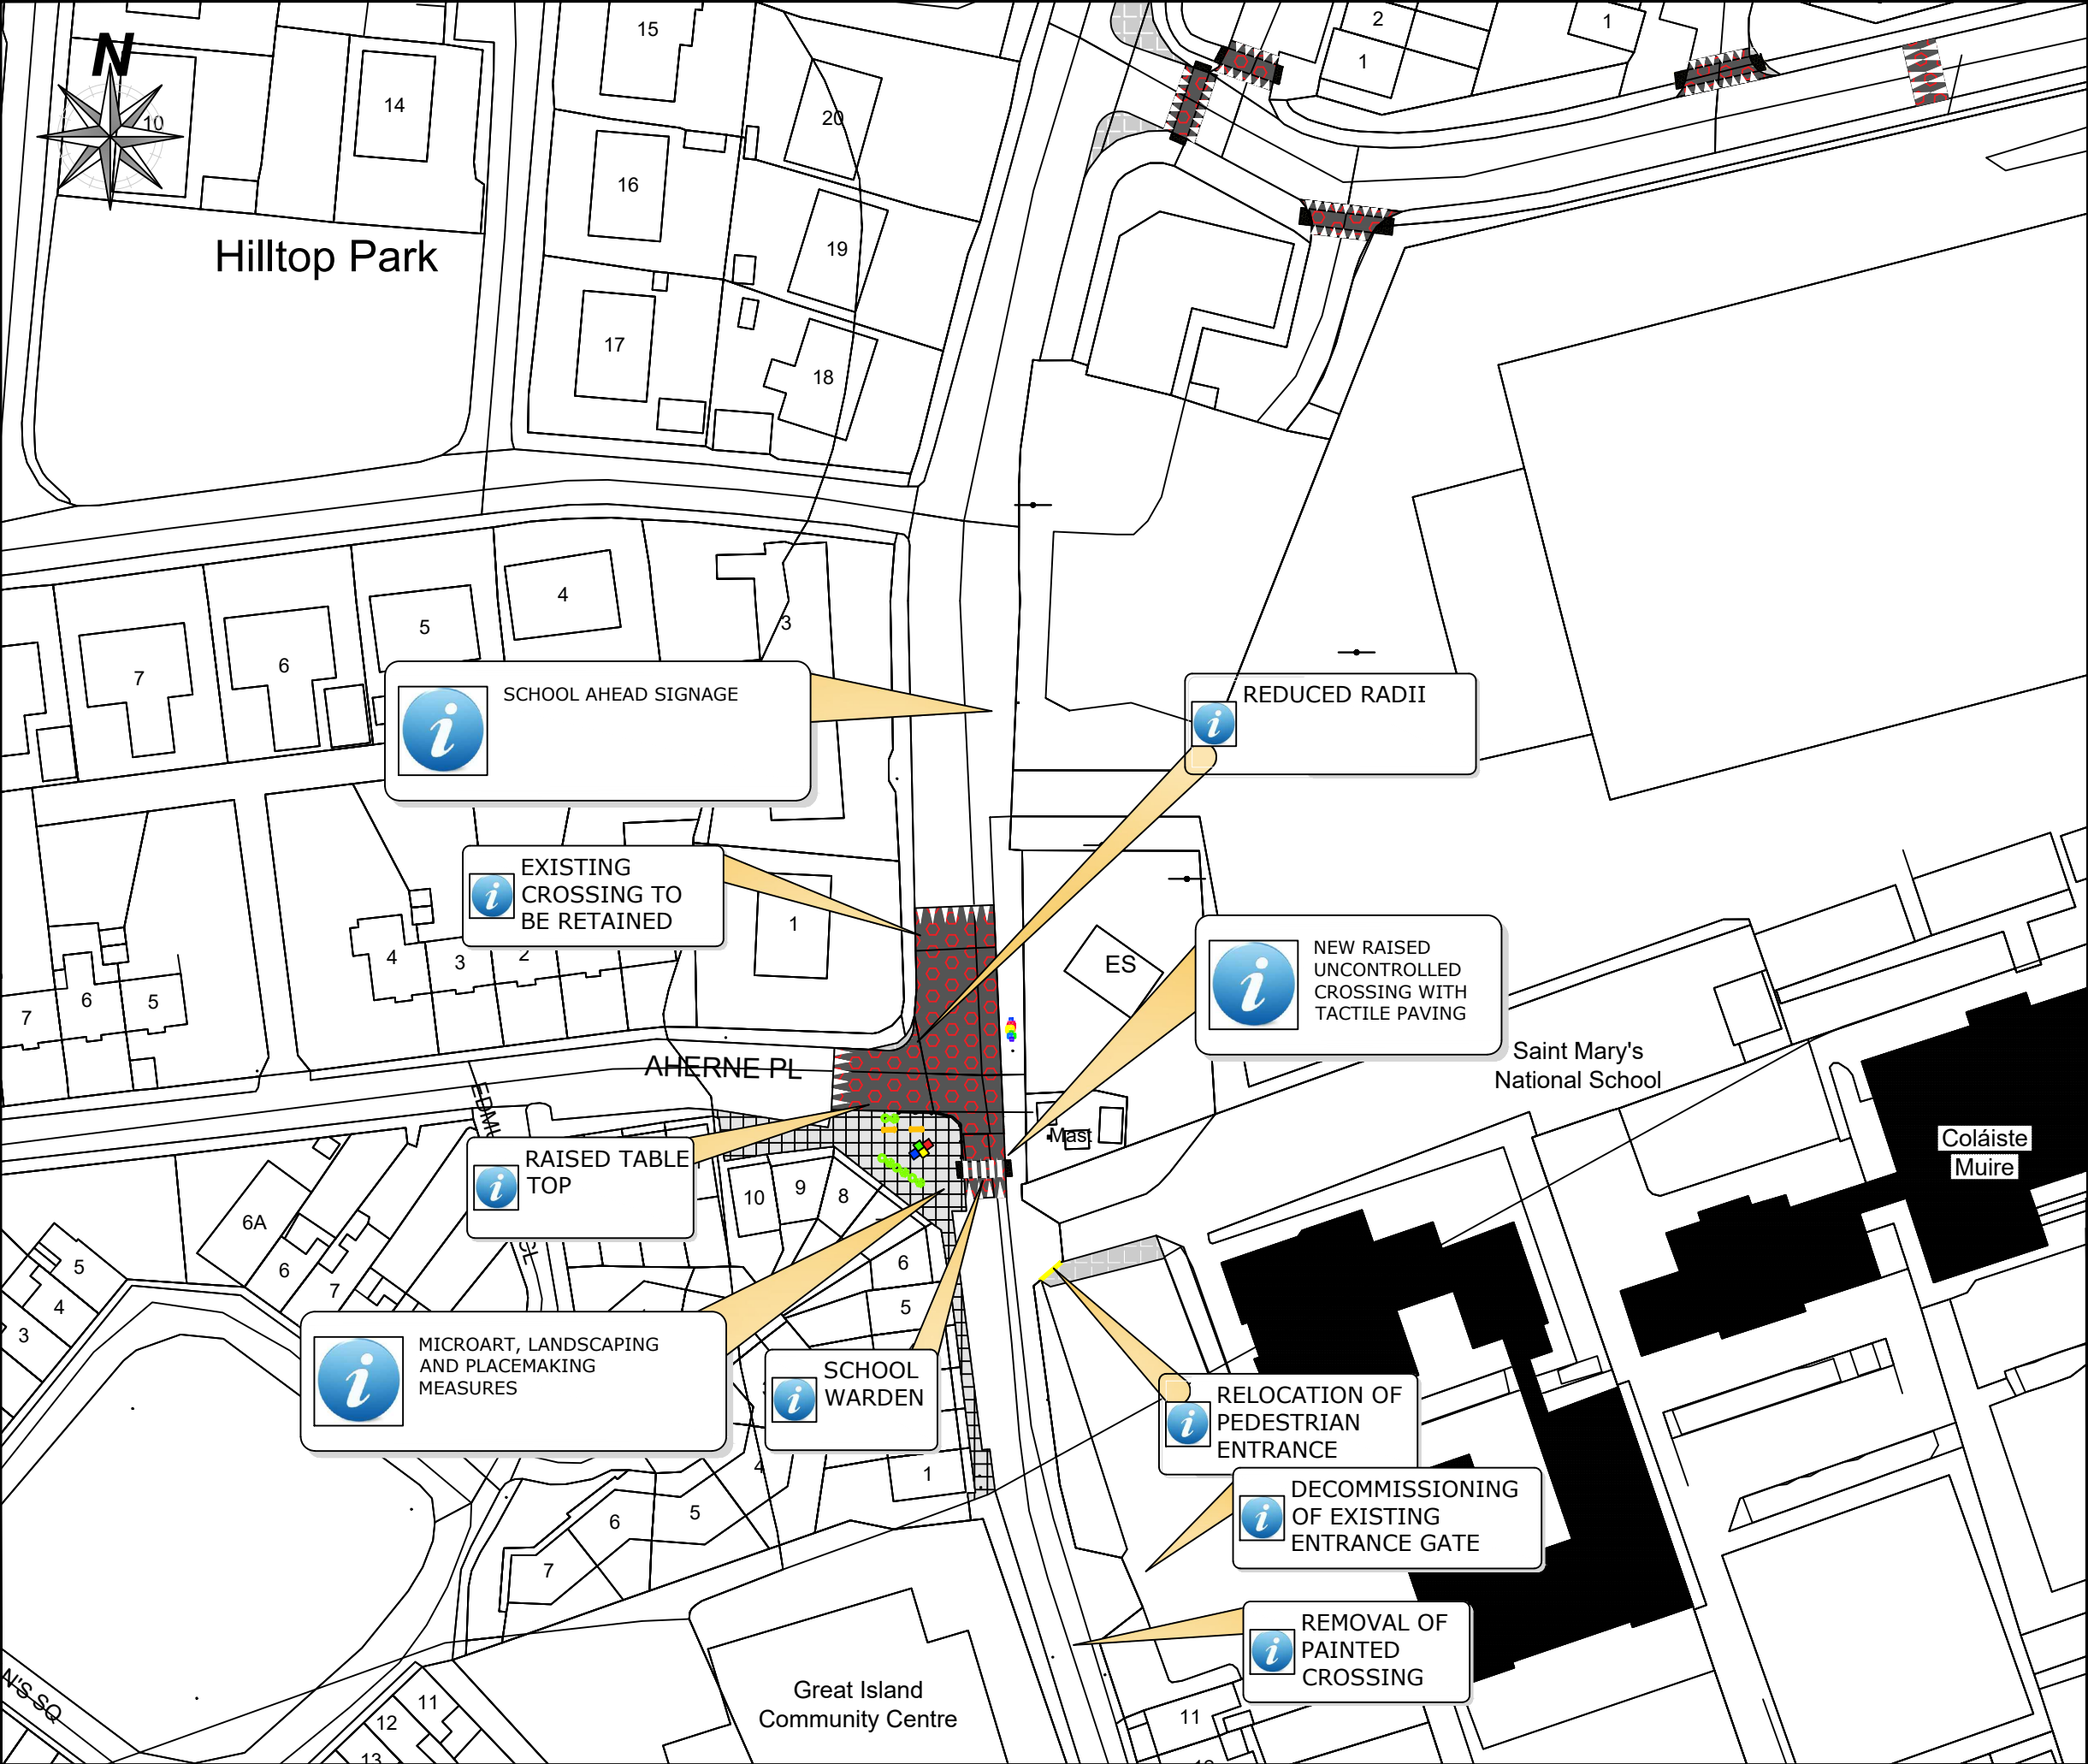 15
2
1
1
N
10
14
20
16
19
Hilltop Park
17
18
4
3
5
6
7
SCHOOL AHEAD SIGNAGE
REDUCED RADII
EXISTING
CROSSING TO
BE RETAINED
1
4
3
2
ES
NEW RAISED
UNCONTROLLED
CROSSING WITH
TACTILE PAVING
7
6
5
AHERNE PL
Saint Mary's
National School
Mast
Coláiste
Muire
RAISED TABLE
TOP
10
9
8
6A
6
7
5
4
3
6
5
MICROART, LANDSCAPING
AND PLACEMAKING
MEASURES
SCHOOL
WARDEN
RELOCATION OF
PEDESTRIAN
ENTRANCE
4
1
DECOMMISSIONING
OF EXISTING
ENTRANCE GATE
5
6
7
REMOVAL OF
PAINTED
CROSSING
N'S SQ
11
12
13
Great Island
Community Centre
11